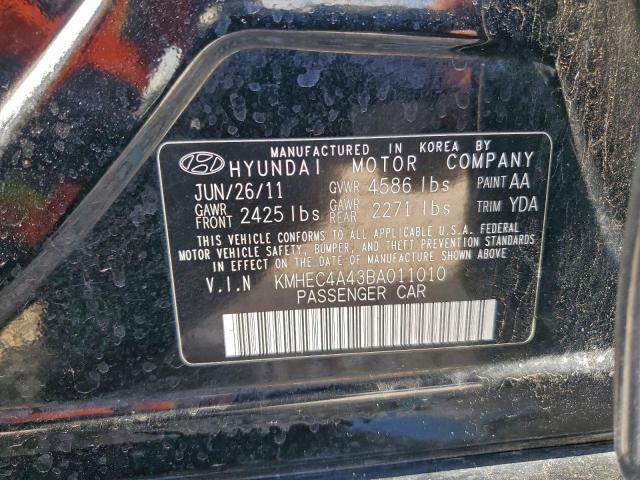 MANUFACTURED IN KOREA BY
HYUNDAI MOTOR COMPANY
JUN/26/11 GVWR 4586 lbs PAINT AA
GAWR FRONT 2425 lbs GAWR REAR 2271 lbs TRIM YDA
THIS VEHICLE CONFORMS TO ALL APPLICABLE U.S.A. FEDERAL
MOTOR VEHICLE SAFETY, BUMPER, AND THEFT PREVENTION STANDARDS
IN EFFECT ON THE DATE OF MANUFACTURE SHOWN ABOVE.
V.I.N KMHEC4A43BA011010
PASSENGER CAR